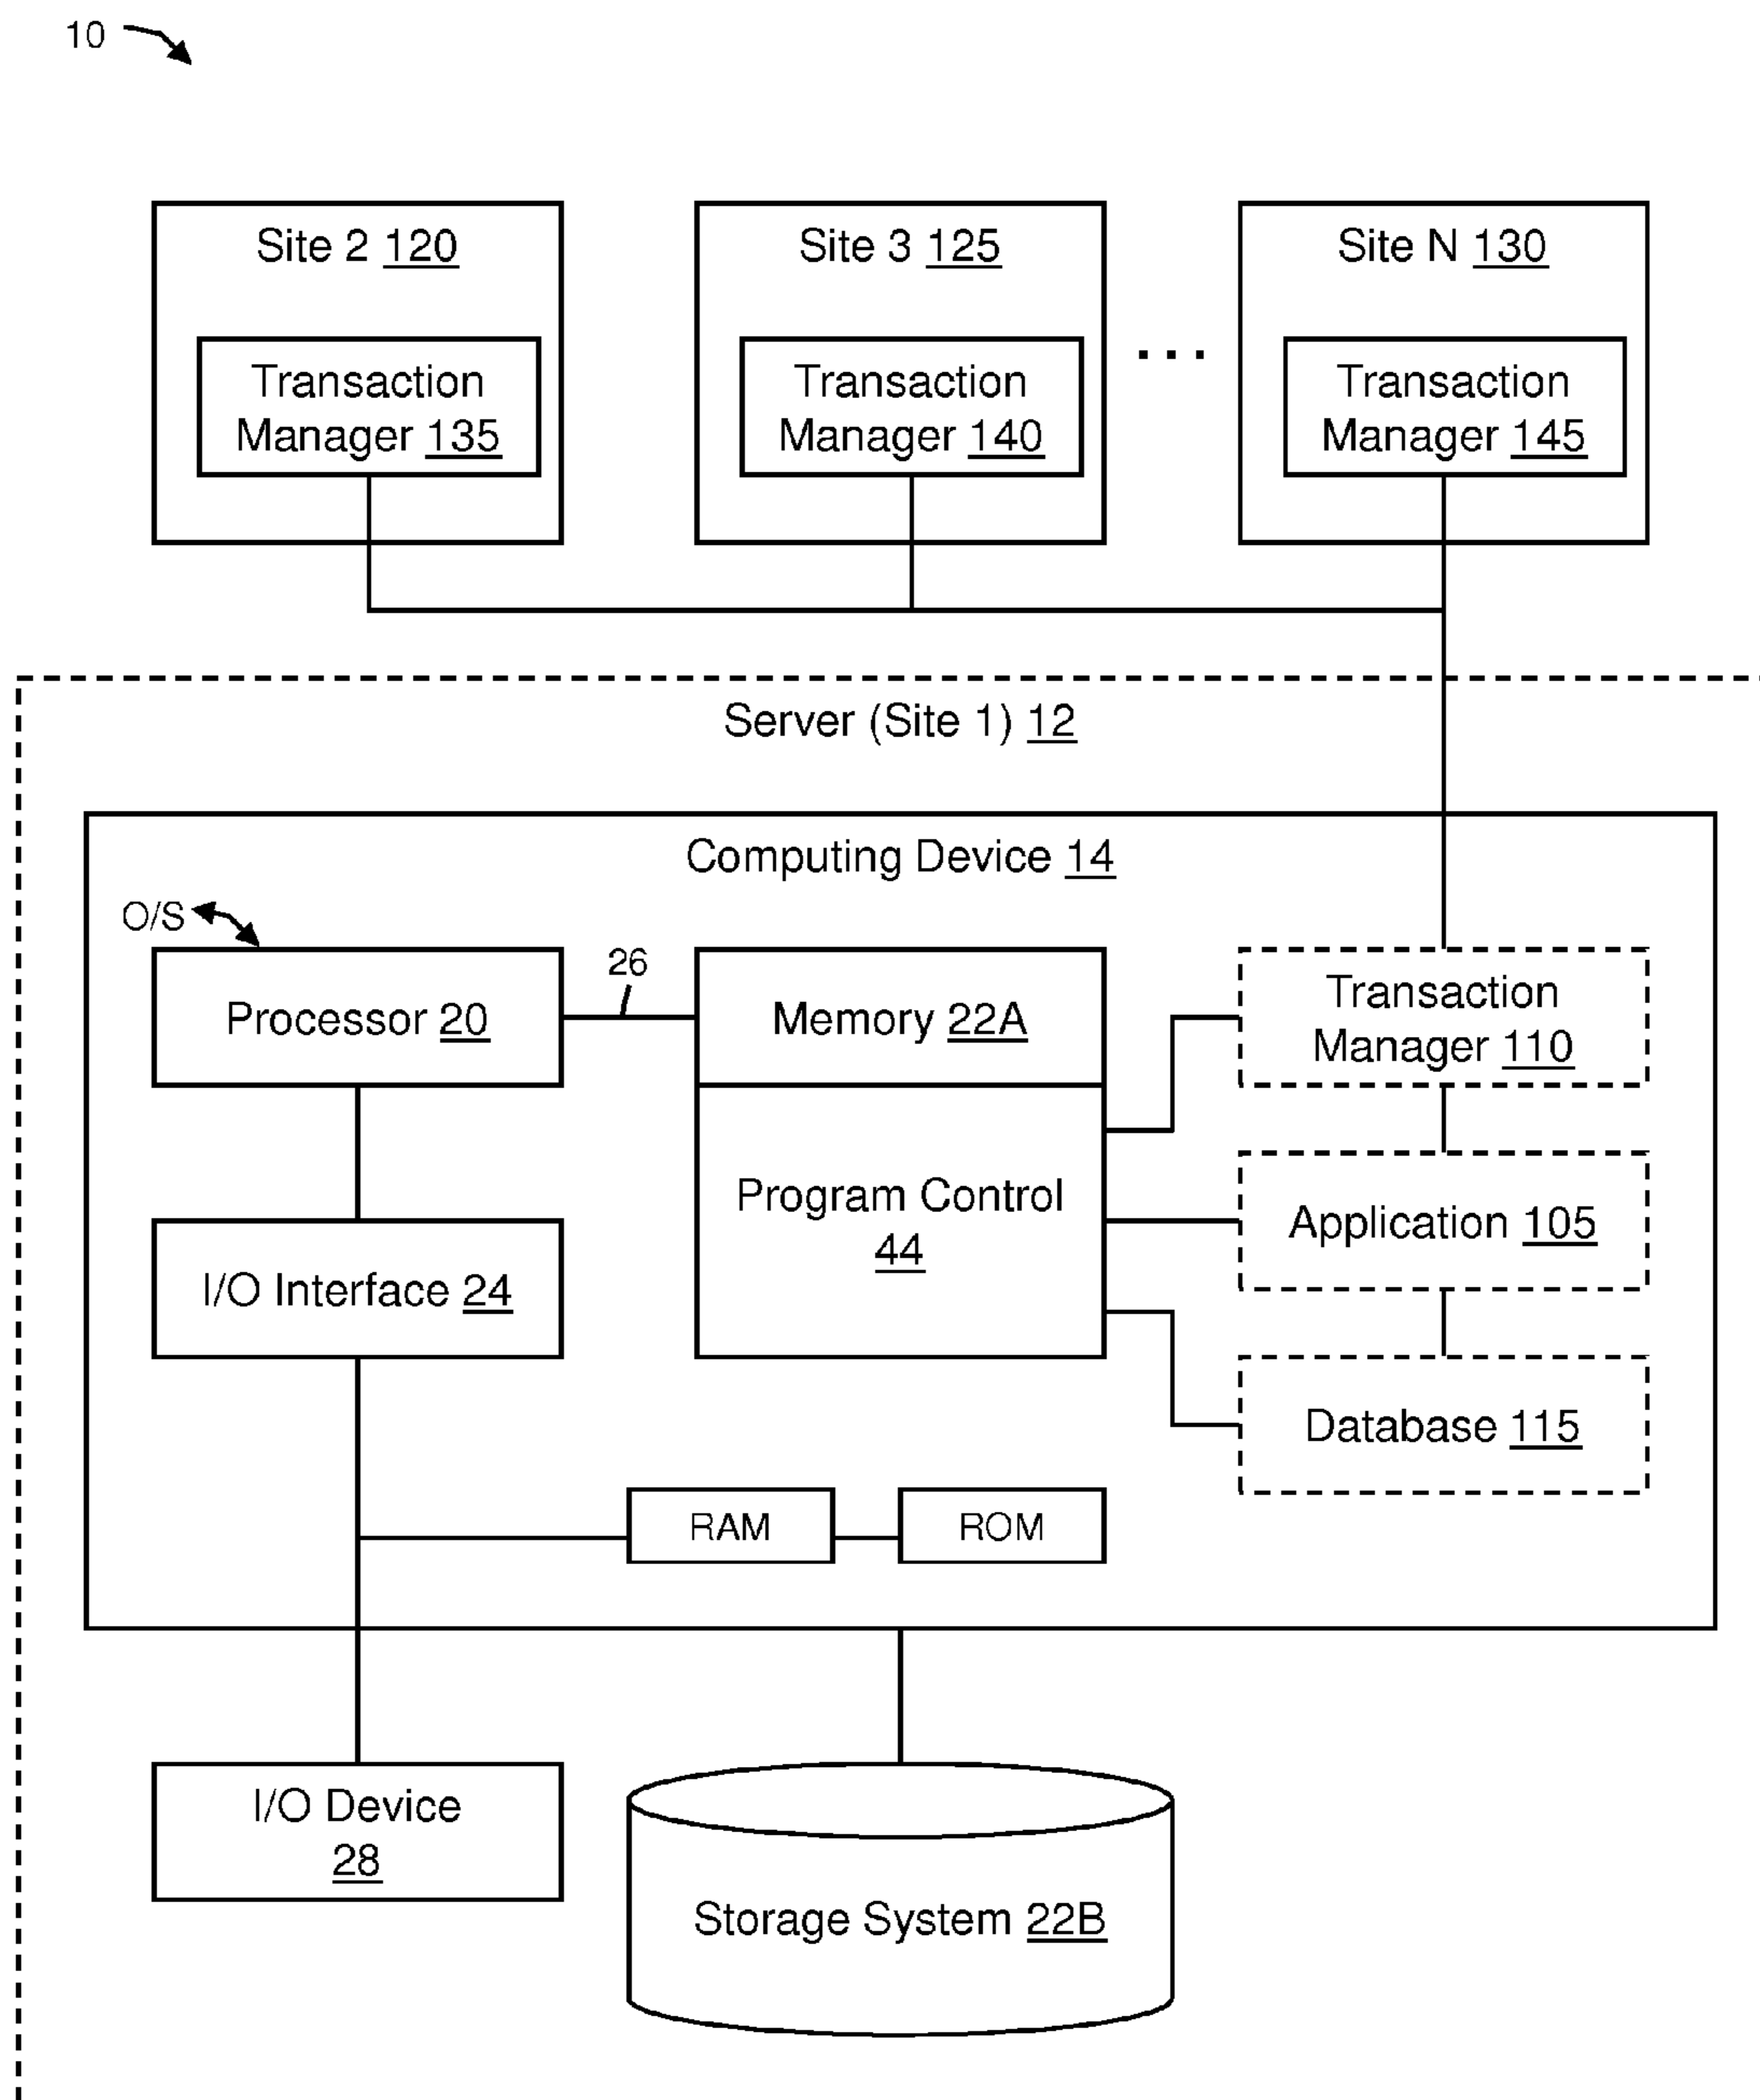 10
Site 2 120
Transaction
Manager 135
Site 3 125
Transaction
Manager 140
...
Site N 130
Transaction
Manager 145
Server (Site 1) 12
Computing Device 14
O/S
Processor 20
26
Memory 22A
Transaction
Manager 110
Program Control
44
Application 105
I/O Interface 24
Database 115
RAM
ROM
I/O Device
28
Storage System 22B